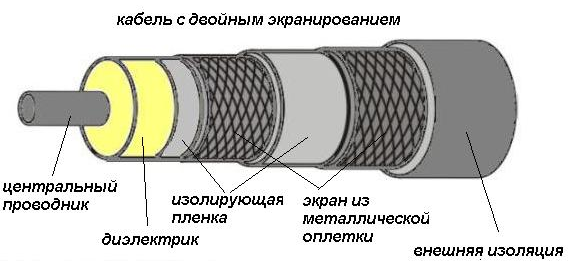 кабель с двойным экранированием
центральный
проводник
диэлектрик
изолирующая
пленка
экран из
металлической
оплетки
внешняя изоляция